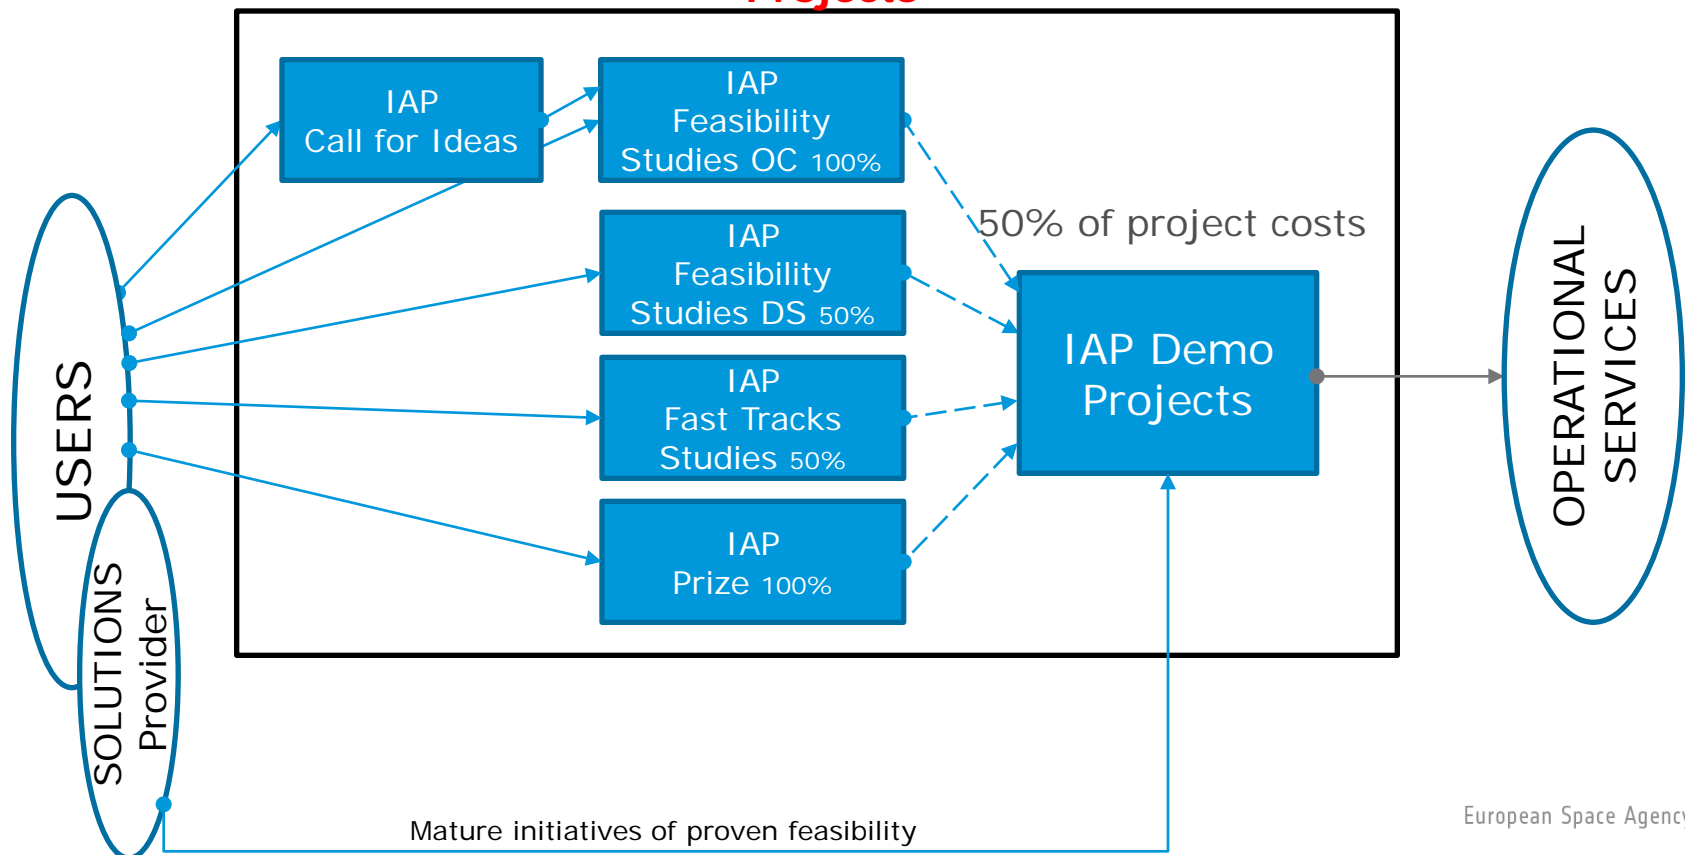 Projects
IAP
Call for Ideas
IAP
Feasibility
Studies OC 100%
IAP
Feasibility
Studies DS 50%
IAP
Fast Tracks
Studies 50%
IAP
Prize 100%
50% of project costs
IAP Demo
Projects
USERS
SOLUTIONS
Provider
OPERATIONAL
SERVICES
Mature initiatives of proven feasibility
European Space Agency